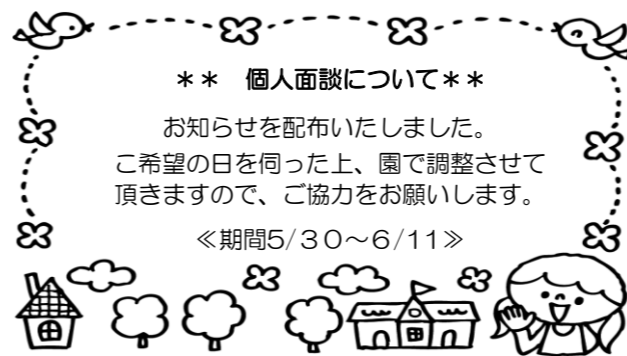 ＊＊　個人面談について＊＊
お知らせを配布いたしました。
ご希望の日を伺った上、園で調整させて
頂きますので、ご協力をお願いします。
≪期間5/３０～６/１１≫